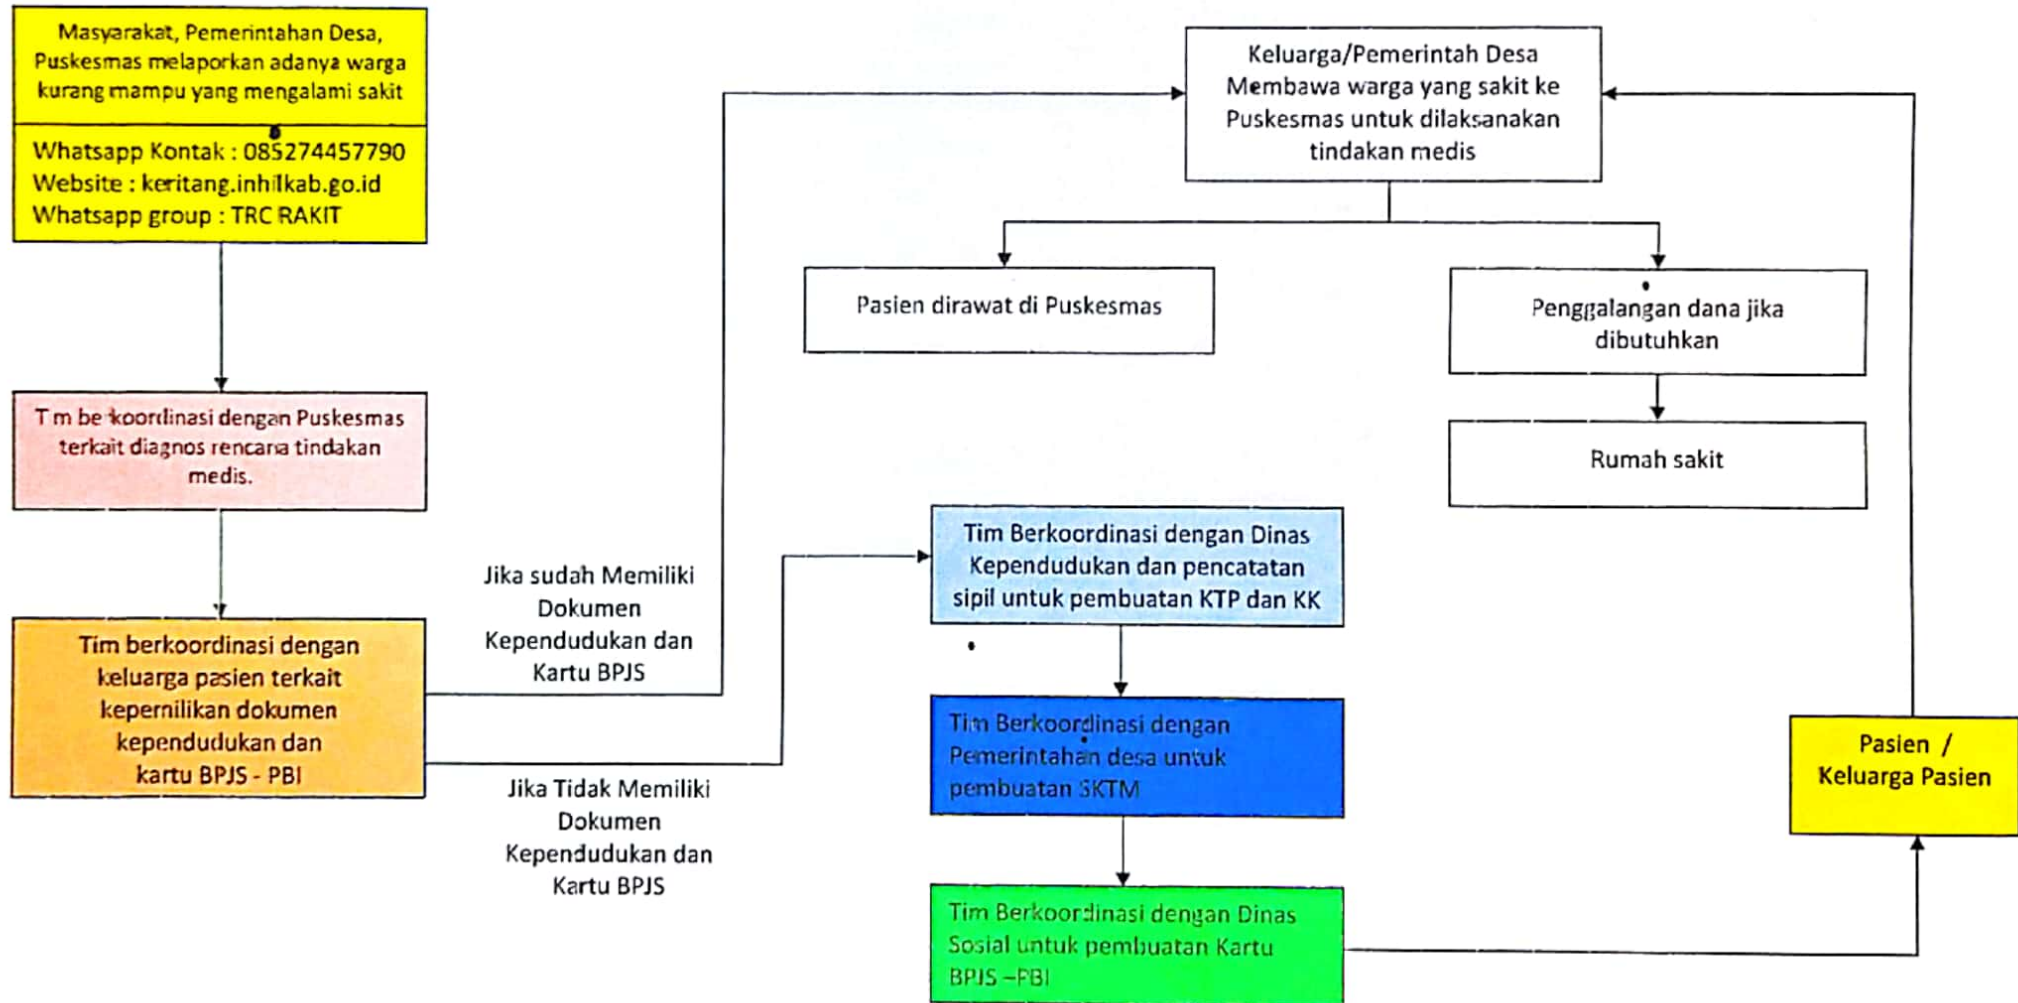 Masyarakat, Pemerintahan Desa,
Puskesmas melaporkan adanya warga
kurang mampu yang mengalami sakit
Whatsapp Kontak : 085274457790
Website : keritang.inhilkab.go.id
Whatsapp group : TRC RAKIT
Tim berkoordinasi dengan Puskesmas
terkait diagnos rencana tindakan
medis.
Tim berkoordinasi dengan
keluarga pasien terkait
kepemilikan dokumen
kependudukan dan
kartu BPJS - PBI
Jika sudah Memiliki
Dokumen
Kependudukan dan
Kartu BPJS
Jika Tidak Memiliki
Dokumen
Kependudukan dan
Kartu BPJS
Keluarga/Pemerintah Desa
Membawa warga yang sakit ke
Puskesmas untuk dilaksanakan
tindakan medis
Pasien dirawat di Puskesmas
Penggalangan dana jika
dibutuhkan
Rumah sakit
Tim Berkoordinasi dengan Dinas
Kependudukan dan pencatatan
sipil untuk pembuatan KTP dan KK
Tim Berkoordinasi dengan
Pemerintahan desa untuk
pembuatan SKTM
Tim Berkoordinasi dengan Dinas
Sosial untuk pembuatan Kartu
BPJS –PBI
Pasien /
Keluarga Pasien